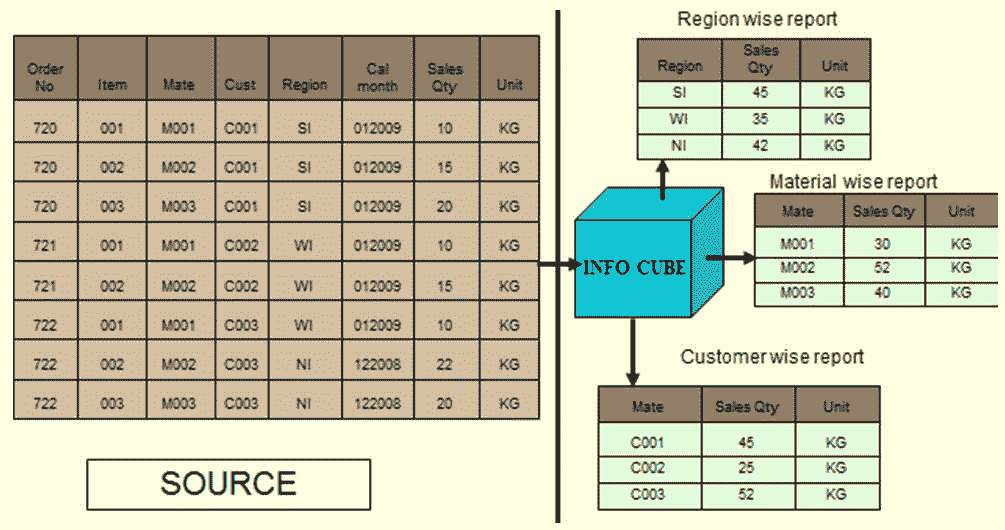 Order No Item Mate Cust Region Cal month Sales Qty Unit
720 001 M001 C001 SI 012009 10 KG
720 002 M002 C001 SI 012009 15 KG
720 003 M003 C001 SI 012009 20 KG
721 001 M001 C002 WI 012009 10 KG
721 002 M002 C002 WI 012009 15 KG
722 001 M001 C003 WI 012009 10 KG
722 002 M002 C003 NI 122008 22 KG
722 003 M003 C003 NI 122008 20 KG
SOURCE
Region wise report
Region Sales Qty Unit
SI 45 KG
WI 35 KG
NI 42 KG
INFO CUBE
Material wise report
Mate Sales Qty Unit
M001 30 KG
M002 52 KG
M003 40 KG
Customer wise report
Mate Sales Qty Unit
C001 45 KG
C002 25 KG
C003 52 KG